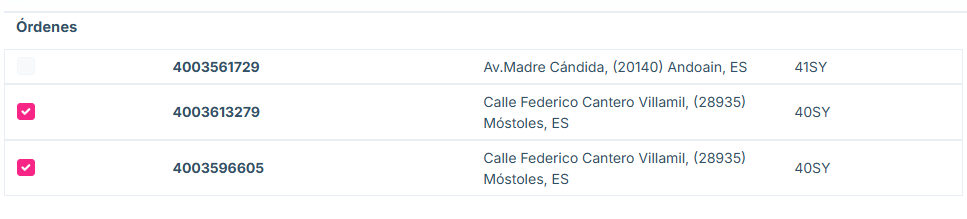 Órdenes
4003561729 Av.Madre Cándida, (20140) Andoain, ES 41SY
4003613279 Calle Federico Cantero Villamil, (28935) 40SY
Móstoles, ES
4003596605 Calle Federico Cantero Villamil, (28935) 40SY
Móstoles, ES